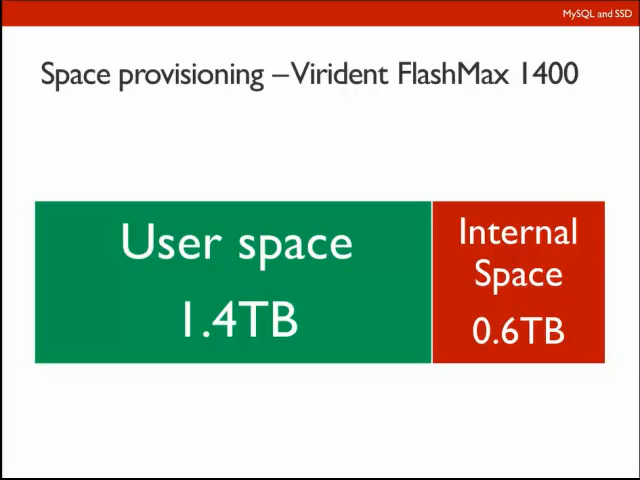 MySQL and SSD
Space provisioning – Virident FlashMax 1400
User space
1.4TB
Internal
Space
0.6TB